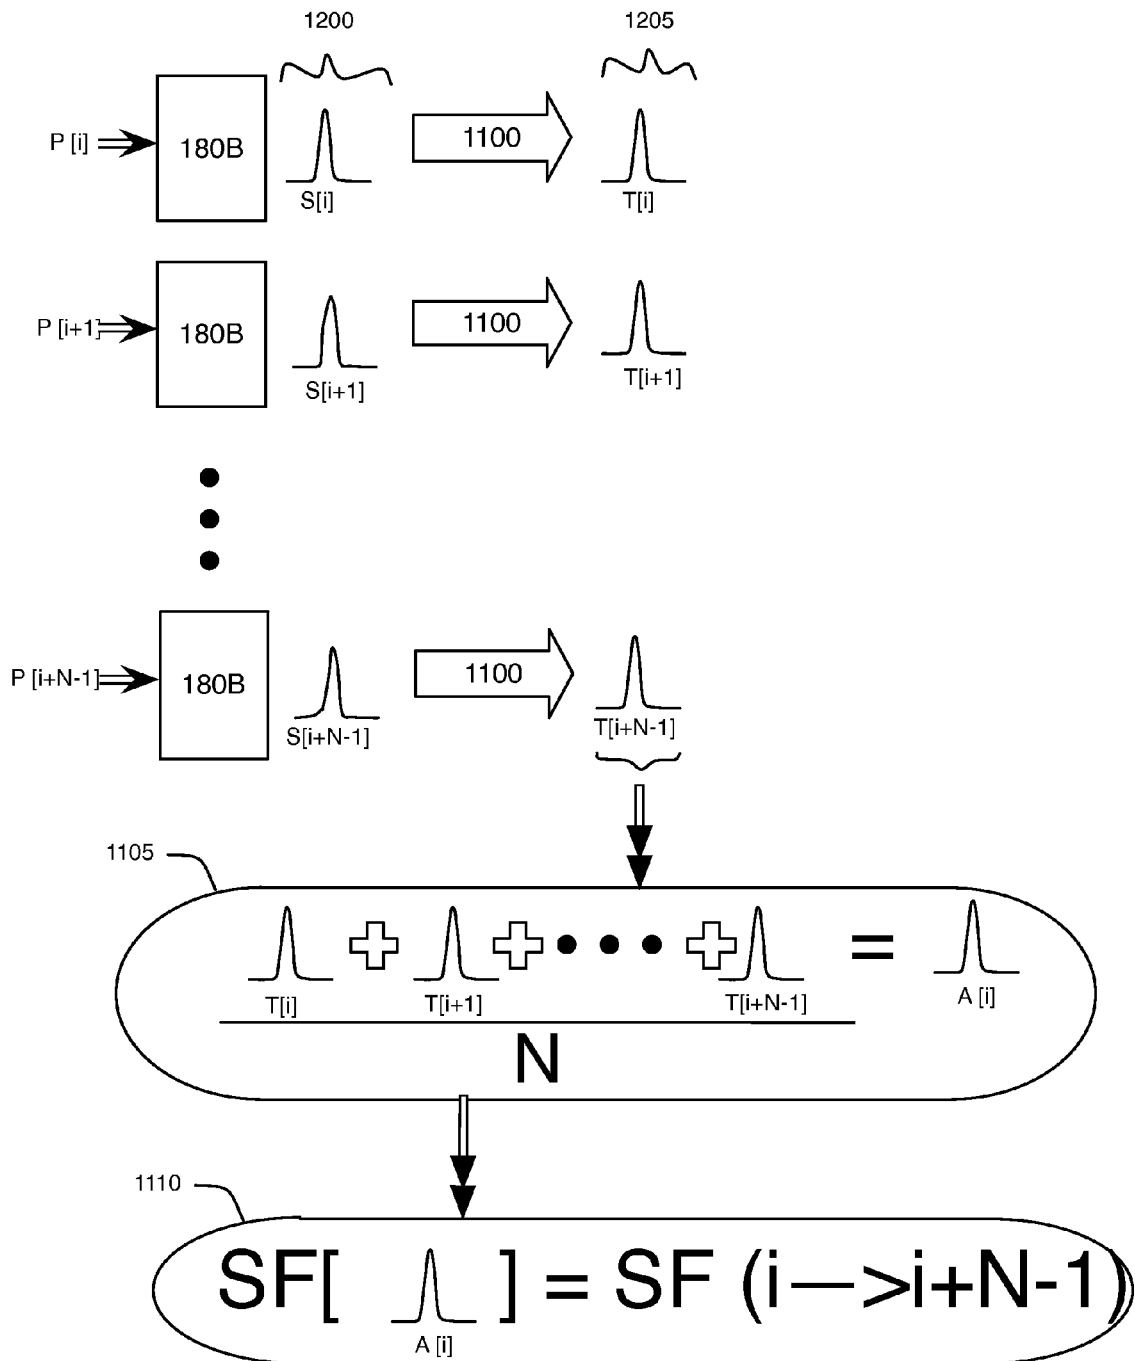 1200 1205
P [i] 180B 1100
S[i] T[i]
P [i+1] 180B 1100
S[i+1] T[i+1]
P [i+N-1] 180B 1100
S[i+N-1] T[i+N-1]
1105
+ + + =
T[i] T[i+1] T[i+N-1] A [i]
N
1110
SF[ ] = SF (i—>i+N-1)
A [i]